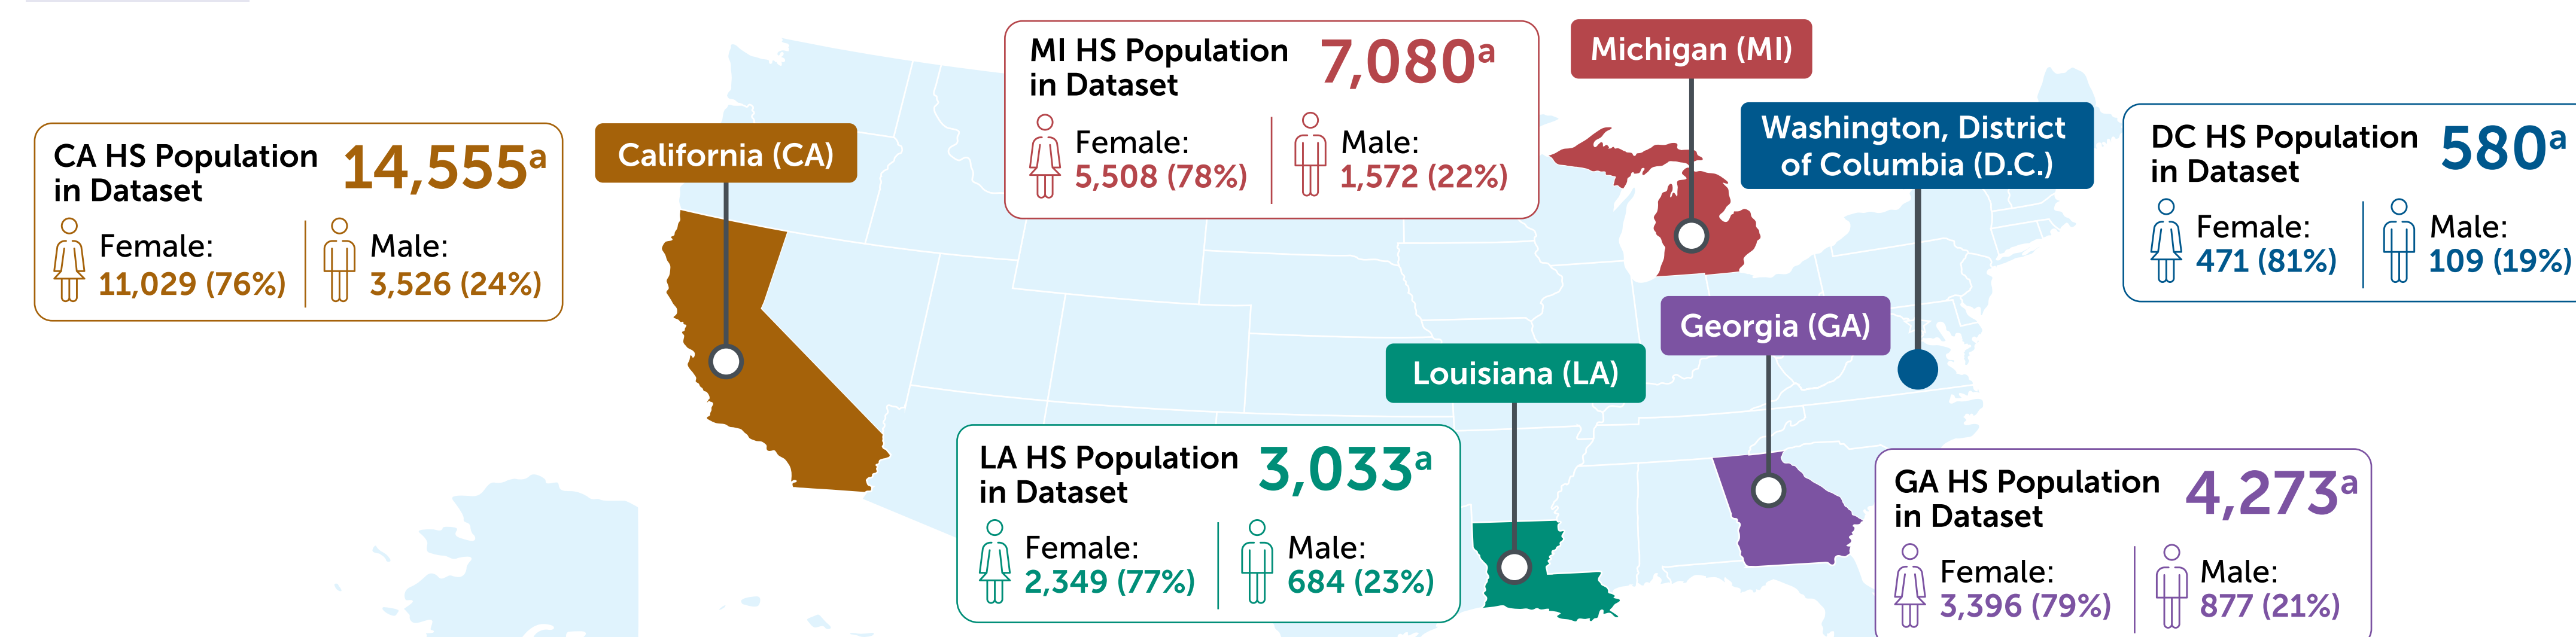 CA HS Population
in Dataset
14,555a
Female:
11,029 (76%)
Male:
3,526 (24%)
California (CA)
MI HS Population
in Dataset
7,080a
Female:
5,508 (78%)
Male:
1,572 (22%)
Michigan (MI)
Washington, District
of Columbia (D.C.)
DC HS Population
in Dataset
580a
Female:
471 (81%)
Male:
109 (19%)
Louisiana (LA)
LA HS Population
in Dataset
3,033a
Female:
2,349 (77%)
Male:
684 (23%)
Georgia (GA)
GA HS Population
in Dataset
4,273a
Female:
3,396 (79%)
Male:
877 (21%)